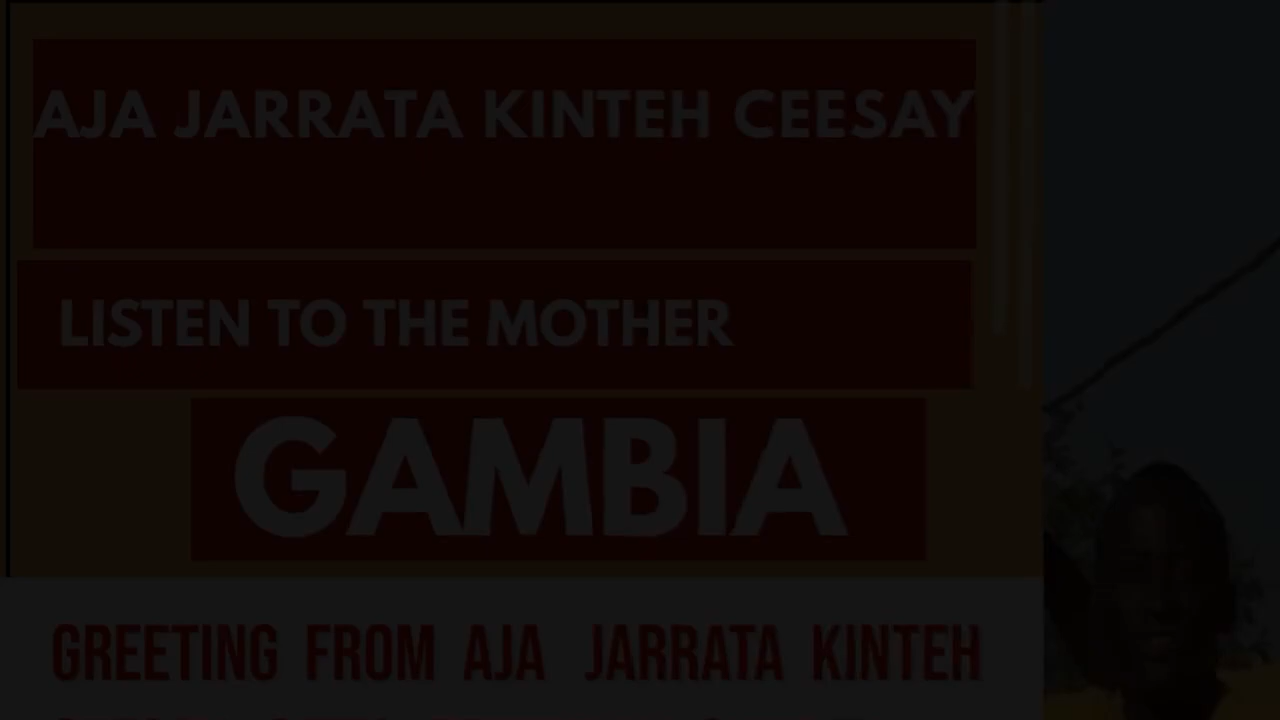 AJA JARRATA KINTEH CEESAY
LISTEN TO THE MOTHER
GAMBIA
GREETING FROM AJA JARRATA KINTEH